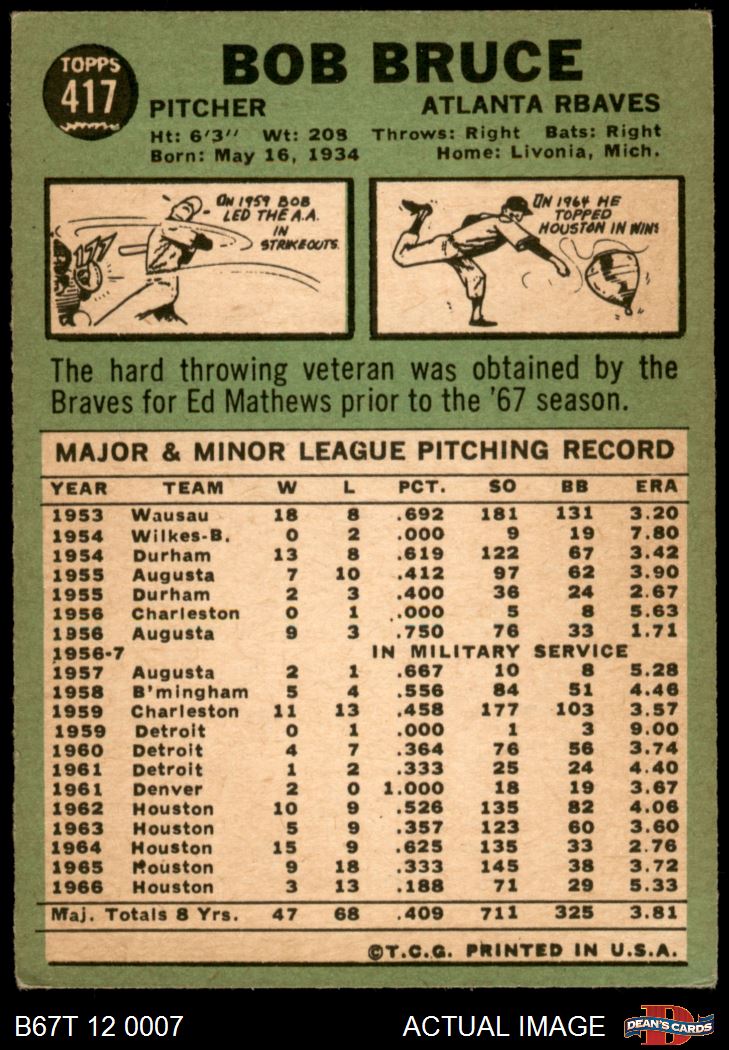 TOPPS
417
BOB BRUCE
PITCHER ATLANTA RBAVES
Ht: 6'3" Wt: 208 Throws: Right Bats: Right
Born: May 16, 1934 Home: Livonia, Mich.
ON 1959 BOB
LED THE A.A.
IN
STRIKEOUTS.
ON 1964 HE
TOPPED
HOUSTON IN WINS
The hard throwing veteran was obtained by the
Braves for Ed Mathews prior to the '67 season.
MAJOR & MINOR LEAGUE PITCHING RECORD
YEAR TEAM W L PCT. SO BB ERA
1953 Wausau 18 8 .692 181 131 3.20
1954 Wilkes-B. 0 2 .000 9 19 7.80
1954 Durham 13 8 .619 122 67 3.42
1955 Augusta 7 10 .412 97 62 3.90
1955 Durham 2 3 .400 36 24 2.67
1956 Charleston 0 1 .000 5 8 5.63
1956 Augusta 9 3 .750 76 33 1.71
1956-7 IN MILITARY SERVICE
1957 Augusta 2 1 .667 10 8 5.28
1958 B'mingham 5 4 .556 84 51 4.46
1959 Charleston 11 13 .458 177 103 3.57
1959 Detroit 0 1 .000 1 3 9.00
1960 Detroit 4 7 .364 76 56 3.74
1961 Detroit 1 2 .333 25 24 4.40
1961 Denver 2 0 1.000 18 19 3.67
1962 Houston 10 9 .526 135 82 4.06
1963 Houston 5 9 .357 123 60 3.60
1964 Houston 15 9 .625 135 33 2.76
1965 Houston 9 18 .333 145 38 3.72
1966 Houston 3 13 .188 71 29 5.33
Maj. Totals 8 Yrs. 47 68 .409 711 325 3.81
©T.C.G. PRINTED IN U.S.A.
B67T 12 0007 ACTUAL IMAGE
D
DEAN'S CARDS